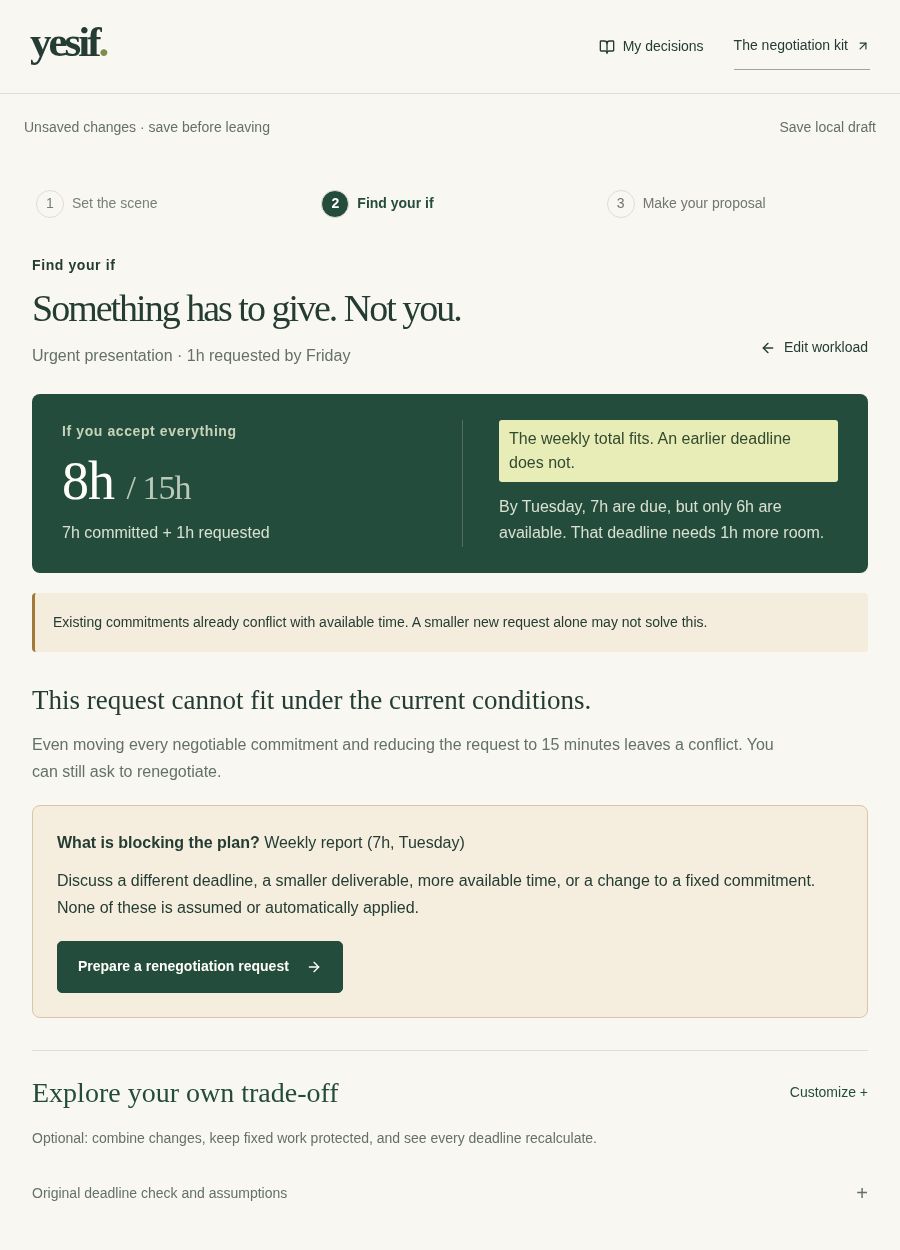 yesif.
My decisions
The negotiation kit
Unsaved changes · save before leaving
Save local draft
1 Set the scene
2 Find your if
3 Make your proposal
Find your if
Something has to give. Not you.
Urgent presentation · 1h requested by Friday
Edit workload
If you accept everything
8h / 15h
7h committed + 1h requested
The weekly total fits. An earlier deadline
does not.
By Tuesday, 7h are due, but only 6h are
available. That deadline needs 1h more room.
Existing commitments already conflict with available time. A smaller new request alone may not solve this.
This request cannot fit under the current conditions.
Even moving every negotiable commitment and reducing the request to 15 minutes leaves a conflict. You
can still ask to renegotiate.
What is blocking the plan? Weekly report (7h, Tuesday)
Discuss a different deadline, a smaller deliverable, more available time, or a change to a fixed commitment.
None of these is assumed or automatically applied.
Prepare a renegotiation request
Explore your own trade-off
Customize +
Optional: combine changes, keep fixed work protected, and see every deadline recalculate.
Original deadline check and assumptions
+